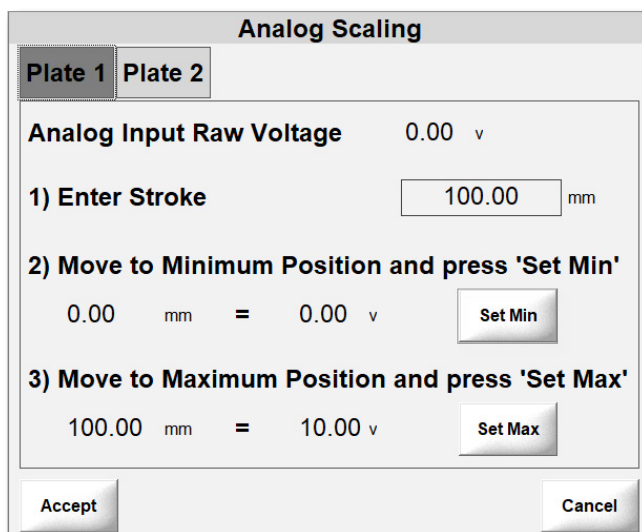 Analog Scaling
Plate 1 Plate 2
Analog Input Raw Voltage 0.00 v
1) Enter Stroke 100.00 mm
2) Move to Minimum Position and press 'Set Min'
0.00 mm = 0.00 v Set Min
3) Move to Maximum Position and press 'Set Max'
100.00 mm = 10.00 v Set Max
Accept Cancel